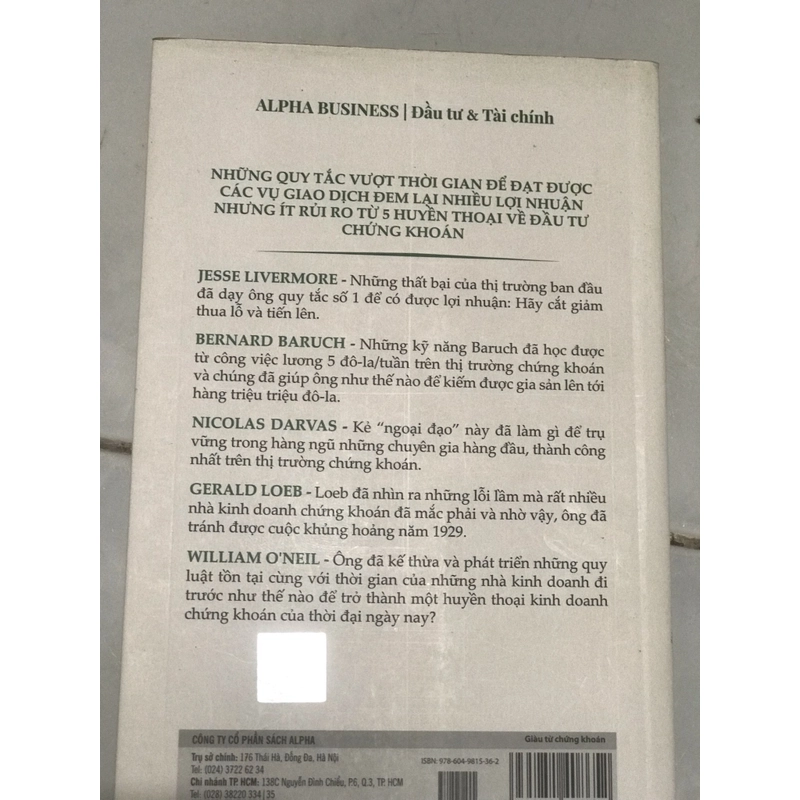 ALPHA BUSINESS | Đầu tư & Tài chính
NHỮNG QUY TẮC VƯỢT THỜI GIAN ĐỂ ĐẠT ĐƯỢC
CÁC VỤ GIAO DỊCH ĐEM LẠI NHIỀU LỢI NHUẬN
NHƯNG ÍT RỦI RO TỪ 5 HUYỀN THOẠI VỀ ĐẦU TƯ
CHỨNG KHOÁN
JESSE LIVERMORE - Những thất bại của thị trường ban đầu
đã dạy ông quy tắc số 1 để có được lợi nhuận: Hãy cắt giảm
thua lỗ và tiến lên.
BERNARD BARUCH - Những kỹ năng Baruch đã học được
từ công việc lương 5 đô-la/tuần trên thị trường chứng khoán
và chúng đã giúp ông như thế nào để kiếm được gia sản lên tới
hàng triệu triệu đô-la.
NICOLAS DARVAS - Kẻ “ngoại đạo” này đã làm gì để trụ
vững trong hàng ngũ những chuyên gia hàng đầu, thành công
nhất trên thị trường chứng khoán.
GERALD LOEB - Loeb đã nhìn ra những lỗi lầm mà rất nhiều
nhà kinh doanh chứng khoán đã mắc phải và nhờ vậy, ông đã
tránh được cuộc khủng hoảng năm 1929.
WILLIAM O'NEIL - Ông đã kế thừa và phát triển những quy
luật tồn tại cùng với thời gian của những nhà kinh doanh đi
trước như thế nào để trở thành một huyền thoại kinh doanh
chứng khoán của thời đại ngày nay?
CÔNG TY CỔ PHẦN SÁCH ALPHA
Giàu từ chứng khoán
Trụ sở chính: 176 Thái Hà, Đống Đa, Hà Nội
Tel: (024) 3722 62 34
Chi nhánh TP. HCM: 138C Nguyễn Đình Chiểu, P.6, Q.3, TP. HCM
Tel: (028) 38220 334 | 35
ISBN: 978-604-9815-36-2